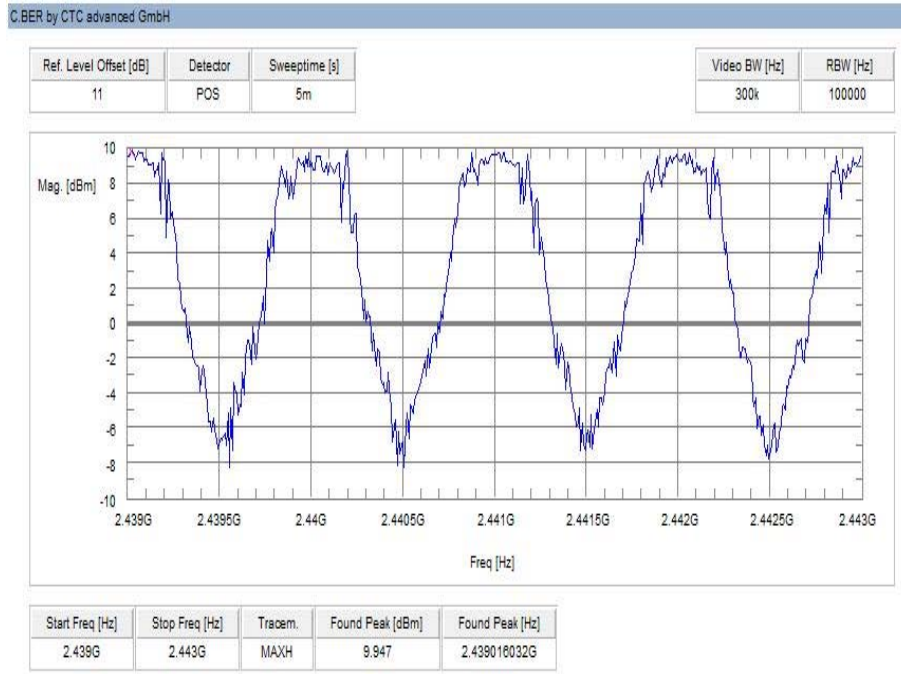 C.BER by CTC advanced GmbH
Ref. Level Offset [dB] Detector Sweeptime [s] Video BW [Hz] RBW [Hz]
11 POS 5m 300k 100000
10
Mag. [dBm] 8
6
4
2
0
-2
-4
-6
-8
-10
2.439G 2.4395G 2.44G 2.4405G 2.441G 2.4415G 2.442G 2.4425G 2.443G
Freq [Hz]
Start Freq [Hz] Stop Freq [Hz] Tracem. Found Peak [dBm] Found Peak [Hz]
2.439G 2.443G MAXH 9.947 2.439016032G